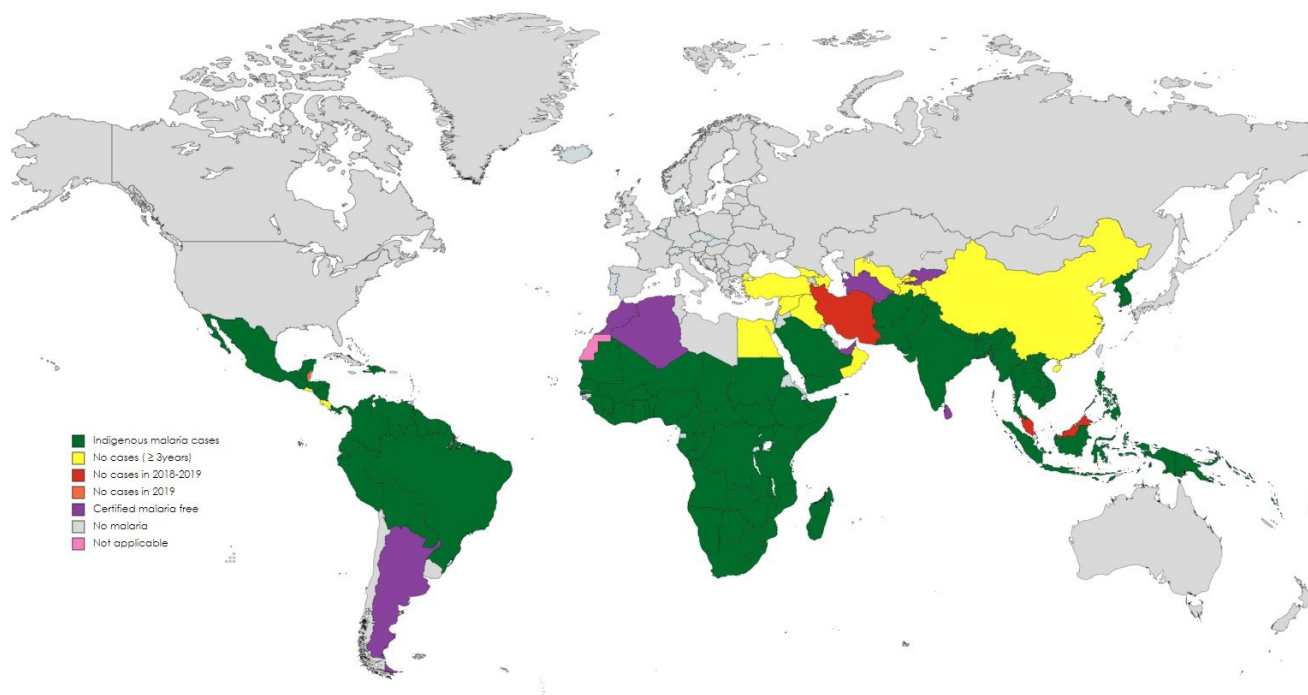 Indigenous malaria cases
No cases ( ≥ 3years)
No cases in 2018-2019
No cases in 2019
Certified malaria free
No malaria
Not applicable